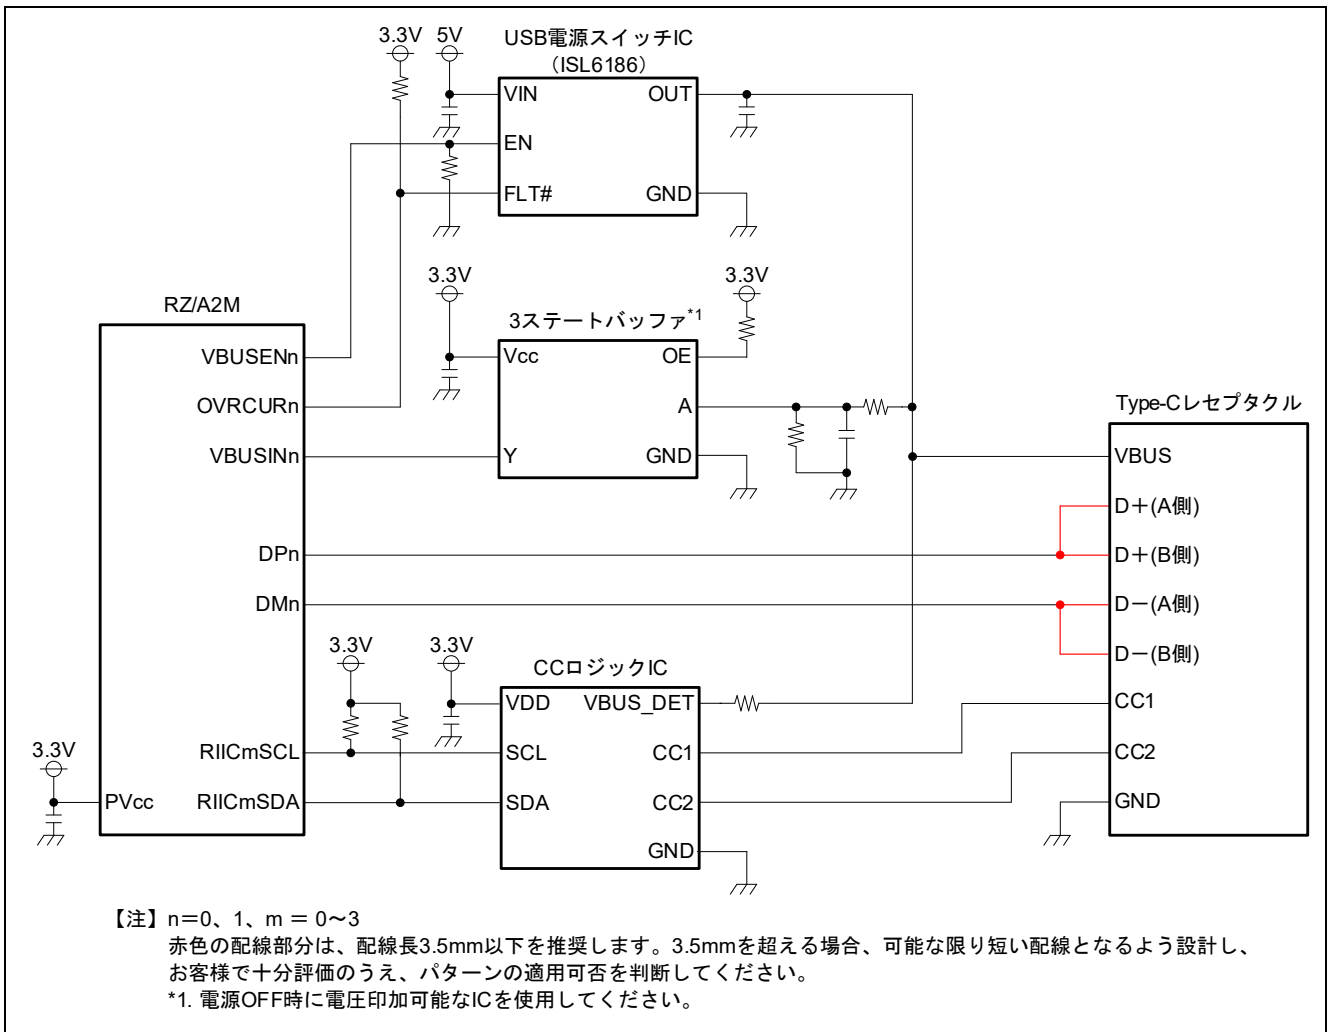 3.3V 5V
USB電源スイッチIC
（ISL6186）
VIN OUT
EN
FLT# GND
3.3V 3.3V
RZ/A2M
3ステートバッファ*1
VBUSENn
Vcc OE
OVRCURn
A
Type-Cレセプタクル
VBUSINn
Y GND
VBUS
D＋(A側)
DPn
D＋(B側)
DMn
D－(A側)
3.3V 3.3V
D－(B側)
CCロジックIC
VDD VBUS_DET
CC1
3.3V
RIICmSCL
SCL CC1
CC2
PVcc
RIICmSDA
SDA CC2
GND
GND
【注】n＝0、1、m ＝ 0～3
赤色の配線部分は、配線長3.5mm以下を推奨します。3.5mmを超える場合、可能な限り短い配線となるよう設計し、
お客様で十分評価のうえ、パターンの適用可否を判断してください。
*1. 電源OFF時に電圧印加可能なICを使用してください。